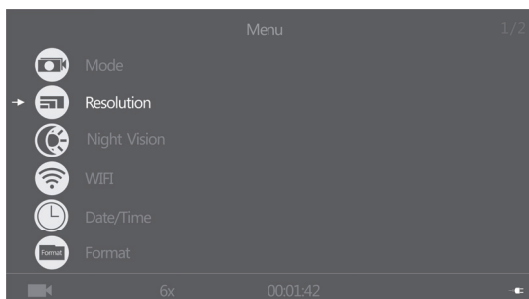 Menu 1/2
Mode
Resolution
Night Vision
WIFI
Date/Time
Format Format
6x 00:01:42